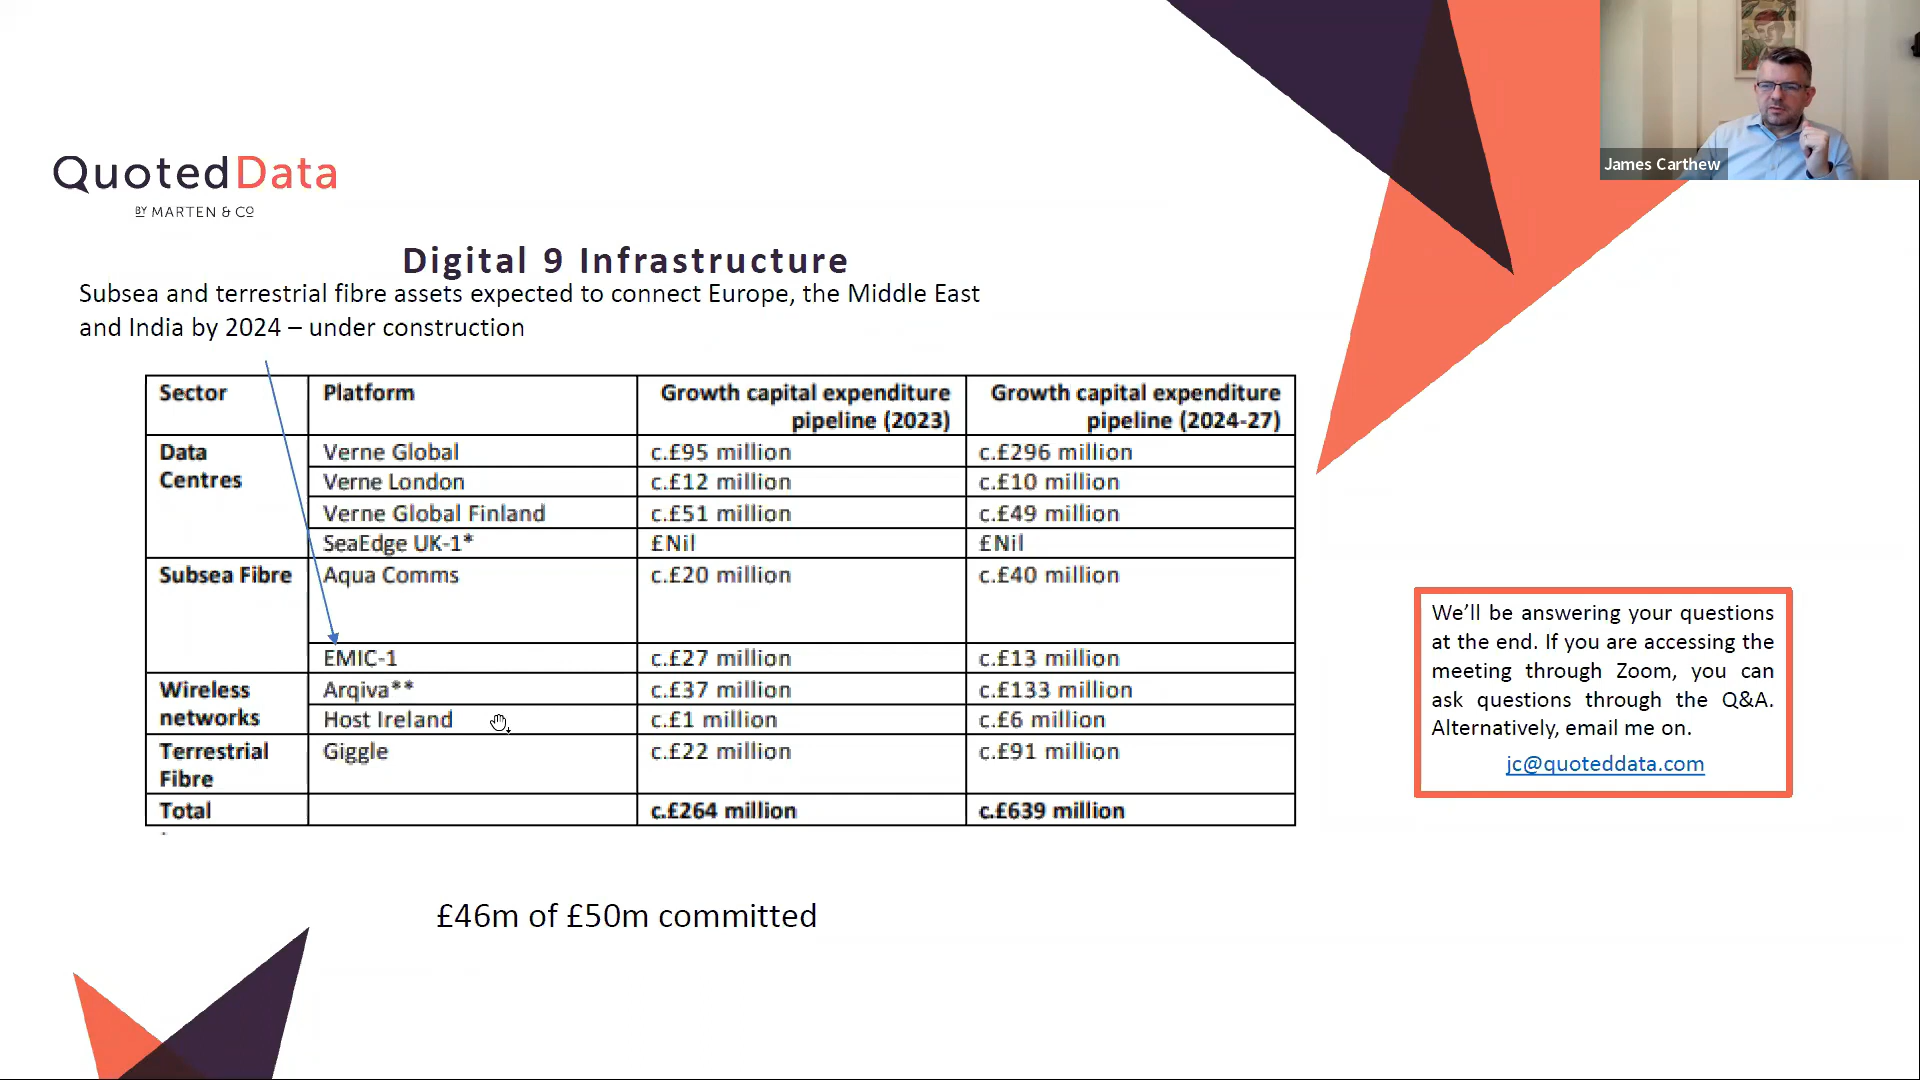 James Carthew
QuotedData
BY MARTEN & CO
Digital 9 Infrastructure
Subsea and terrestrial fibre assets expected to connect Europe, the Middle East
and India by 2024 – under construction
Sector Platform Growth capital expenditure pipeline (2023) Growth capital expenditure pipeline (2024-27)
Data Centres Verne Global c.£95 million c.£296 million
Verne London c.£12 million c.£10 million
Verne Global Finland c.£51 million c.£49 million
SeaEdge UK-1* £Nil £Nil
Subsea Fibre Aqua Comms c.£20 million c.£40 million
EMIC-1 c.£27 million c.£13 million
Wireless networks Arqiva** c.£37 million c.£133 million
Host Ireland c.£1 million c.£6 million
Terrestrial Fibre Giggle c.£22 million c.£91 million
Total c.£264 million c.£639 million
£46m of £50m committed
We'll be answering your questions
at the end. If you are accessing the
meeting through Zoom, you can
ask questions through the Q&A.
Alternatively, email me on.
jc@quoteddata.com